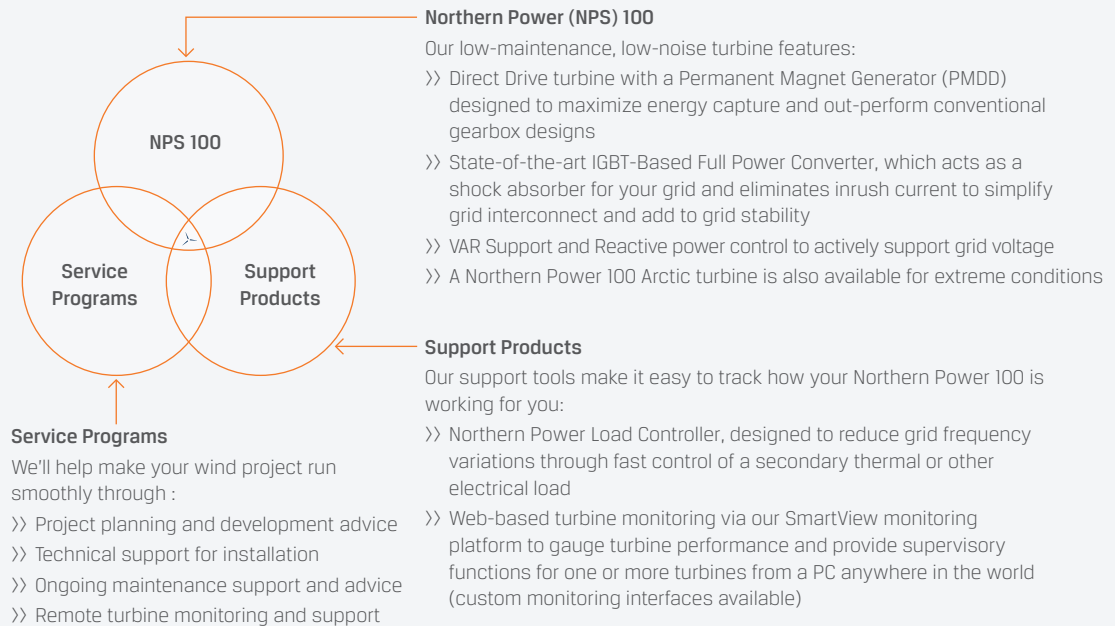 NPS 100
Service
Programs
Support
Products
Northern Power (NPS) 100
Our low-maintenance, low-noise turbine features:
》 Direct Drive turbine with a Permanent Magnet Generator (PMDD)
designed to maximize energy capture and out-perform conventional
gearbox designs
》 State-of-the-art IGBT-Based Full Power Converter, which acts as a
shock absorber for your grid and eliminates inrush current to simplify
grid interconnect and add to grid stability
》 VAR Support and Reactive power control to actively support grid voltage
》 A Northern Power 100 Arctic turbine is also available for extreme conditions
Support Products
Our support tools make it easy to track how your Northern Power 100 is
working for you:
》 Northern Power Load Controller, designed to reduce grid frequency
variations through fast control of a secondary thermal or other
electrical load
》 Web-based turbine monitoring via our SmartView monitoring
platform to gauge turbine performance and provide supervisory
functions for one or more turbines from a PC anywhere in the world
(custom monitoring interfaces available)
Service Programs
We'll help make your wind project run
smoothly through :
》 Project planning and development advice
》 Technical support for installation
》 Ongoing maintenance support and advice
》 Remote turbine monitoring and support